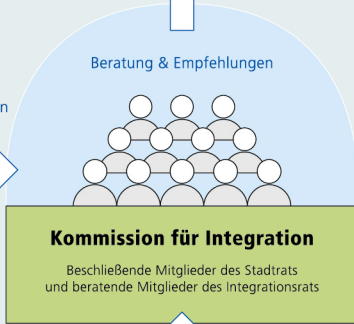 Beratung & Empfehlungen
n
Kommission für Integration
Beschließende Mitglieder des Stadtrats
und beratende Mitglieder des Integrationsrats